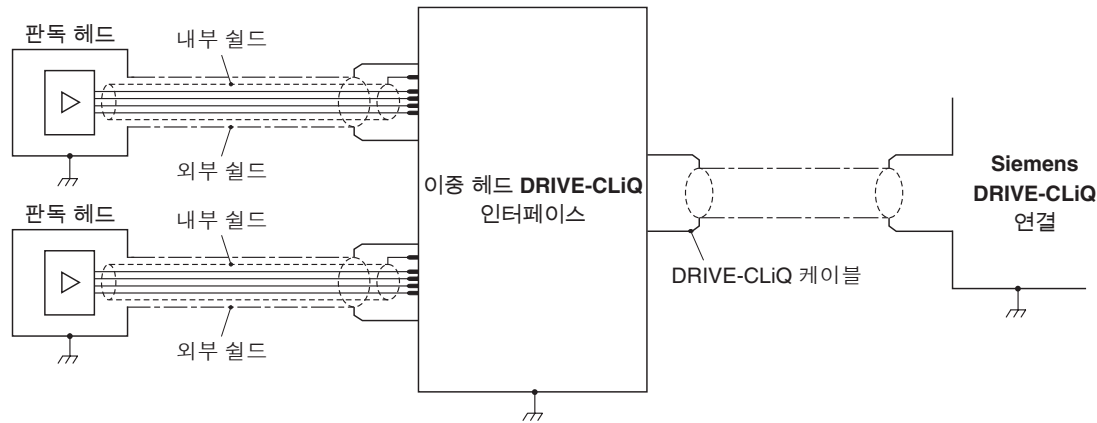 판독 헤드
내부 쉴드
외부 쉴드
판독 헤드
내부 쉴드
외부 쉴드
이중 헤드 DRIVE-CLiQ
인터페이스
DRIVE-CLiQ 케이블
Siemens
DRIVE-CLiQ
연결